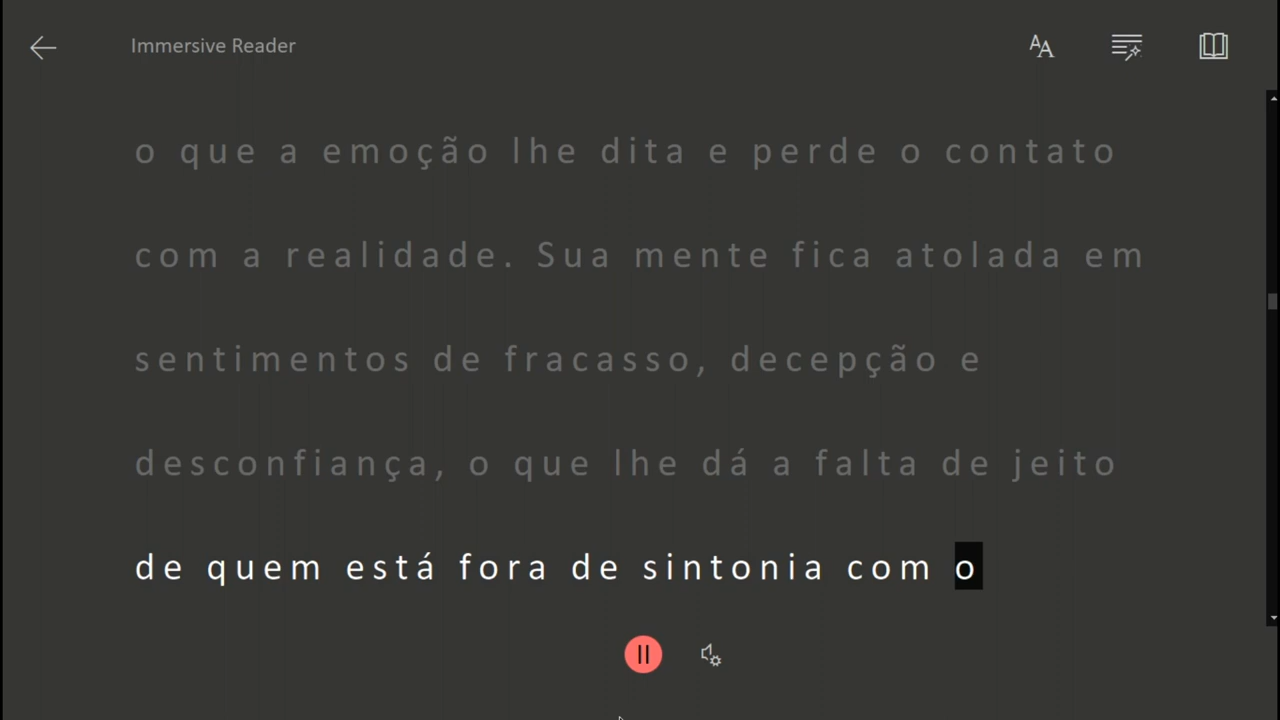 Immersive Reader
o que a emoção lhe dita e perde o contato
com a realidade. Sua mente fica atolada em
sentimentos de fracasso, decepção e
desconfiança, o que lhe dá a falta de jeito
de quem está fora de sintonia com o